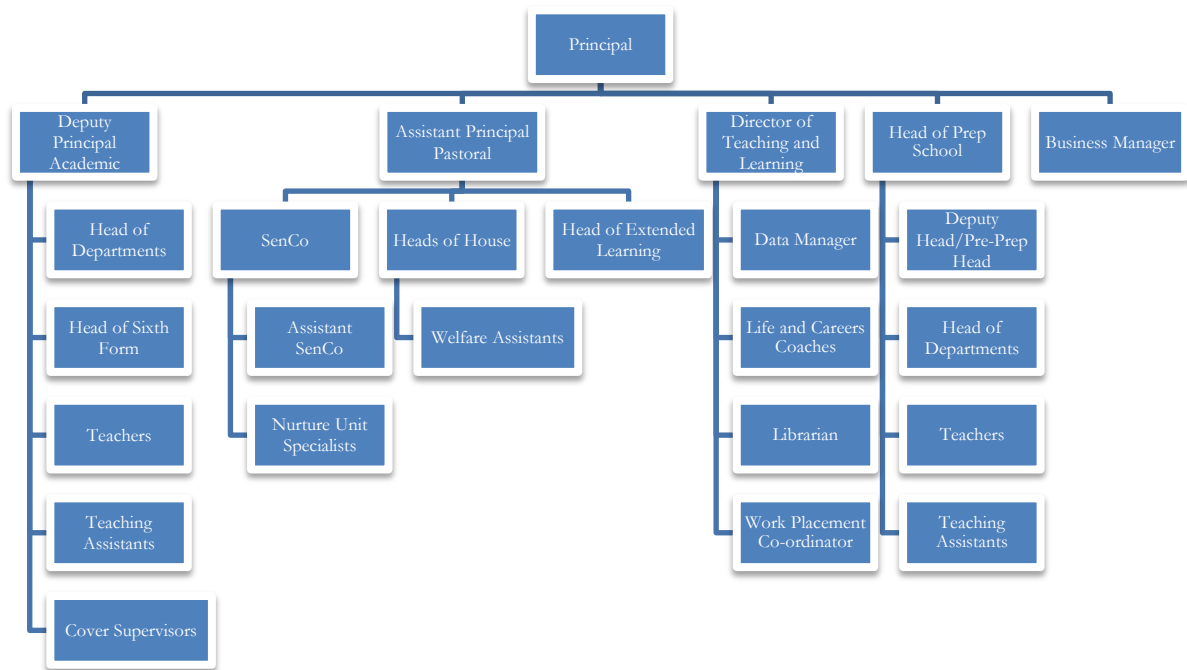 Principal
Deputy
Principal
Academic
Assistant Principal
Pastoral
Director of
Teaching and
Learning
Head of Prep
School
Business Manager
Head of
Departments
SenCo
Heads of House
Head of Extended
Learning
Data Manager
Deputy
Head/Pre-Prep
Head
Head of Sixth
Form
Assistant
SenCo
Welfare Assistants
Life and Careers
Coaches
Head of
Departments
Teachers
Nurture Unit
Specialists
Librarian
Teachers
Teaching
Assistants
Work Placement
Co-ordinator
Teaching
Assistants
Cover Supervisors